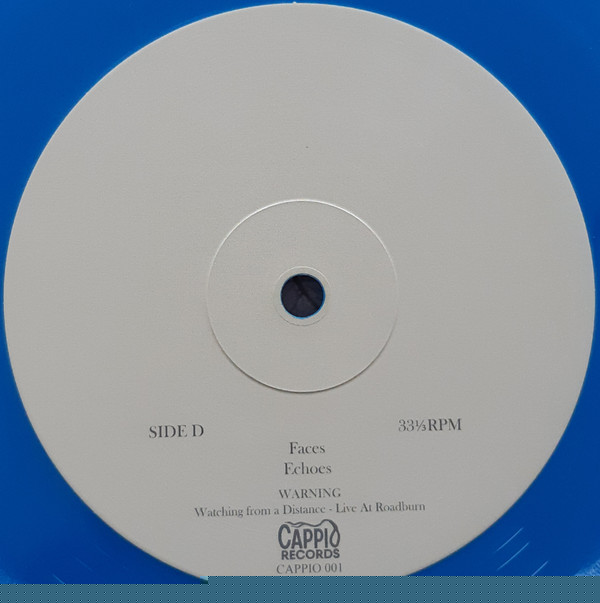 SIDE D
33⅓RPM
Faces
Echoes
WARNING
Watching from a Distance - Live At Roadburn
CAPPIO
RECORDS
CAPPIO 001